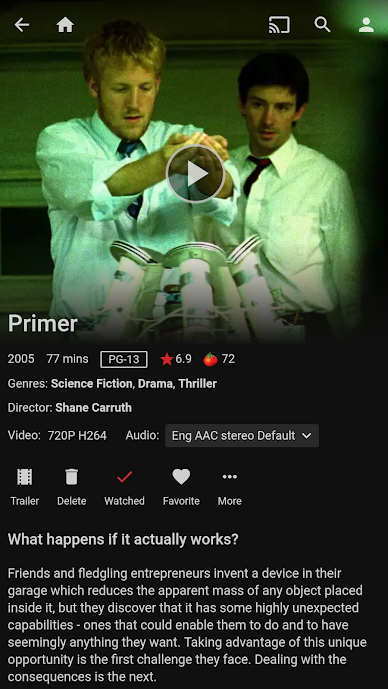 Primer
2005 77 mins PG-13 6.9 72
Genres: Science Fiction, Drama, Thriller
Director: Shane Carruth
Video: 720P H264 Audio: Eng AAC stereo Default
Trailer Delete Watched Favorite More
What happens if it actually works?
Friends and fledgling entrepreneurs invent a device in their
garage which reduces the apparent mass of any object placed
inside it, but they discover that it has some highly unexpected
capabilities - ones that could enable them to do and to have
seemingly anything they want. Taking advantage of this unique
opportunity is the first challenge they face. Dealing with the
consequences is the next.